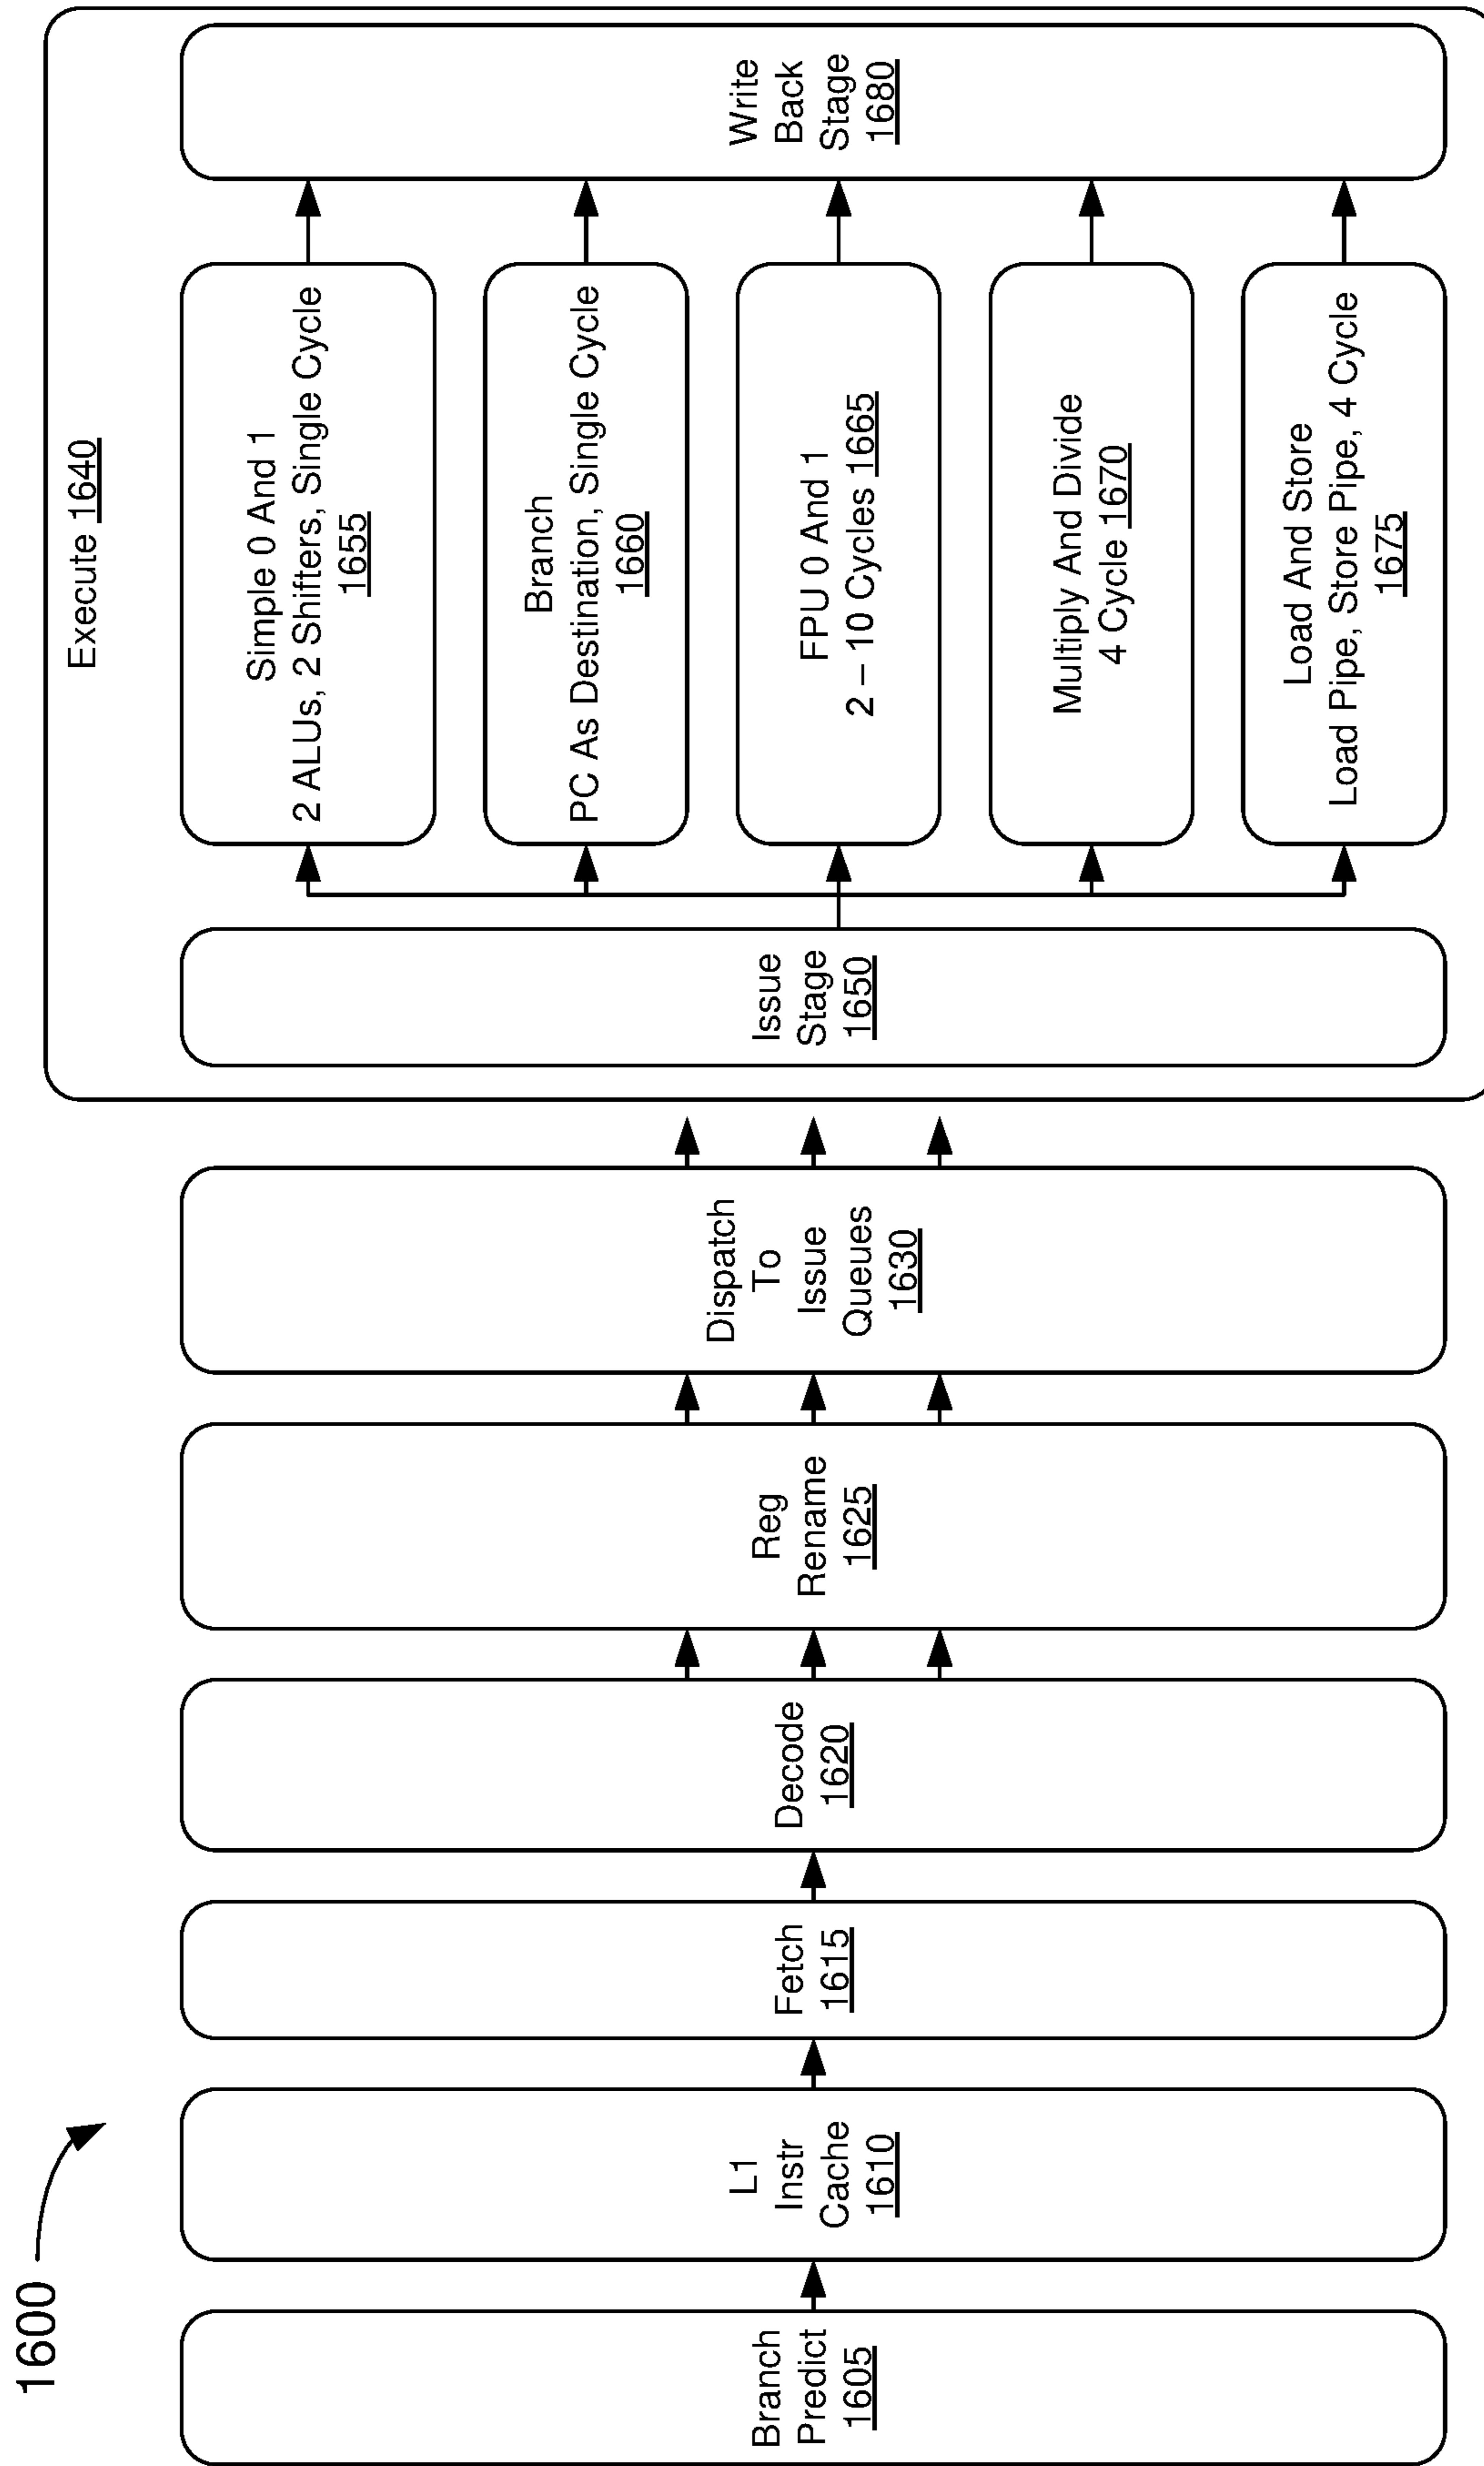 1600
Branch
Predict
1605
L1
Instr
Cache
1610
Fetch
1615
Decode
1620
Reg
Rename
1625
Dispatch
To
Issue
Queues
1630
Execute 1640
Issue
Stage
1650
Simple 0 And 1
2 ALUs, 2 Shifters, Single Cycle
1655
Branch
PC As Destination, Single Cycle
1660
FPU 0 And 1
2 – 10 Cycles 1665
Multiply And Divide
4 Cycle 1670
Load And Store
Load Pipe, Store Pipe, 4 Cycle
1675
Write
Back
Stage
1680